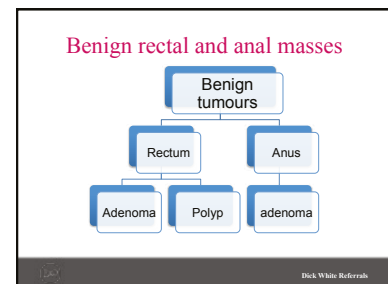 Benign rectal and anal masses
Benign
tumours
Rectum
Anus
Adenoma
Polyp
adenoma
Dick White Referrals